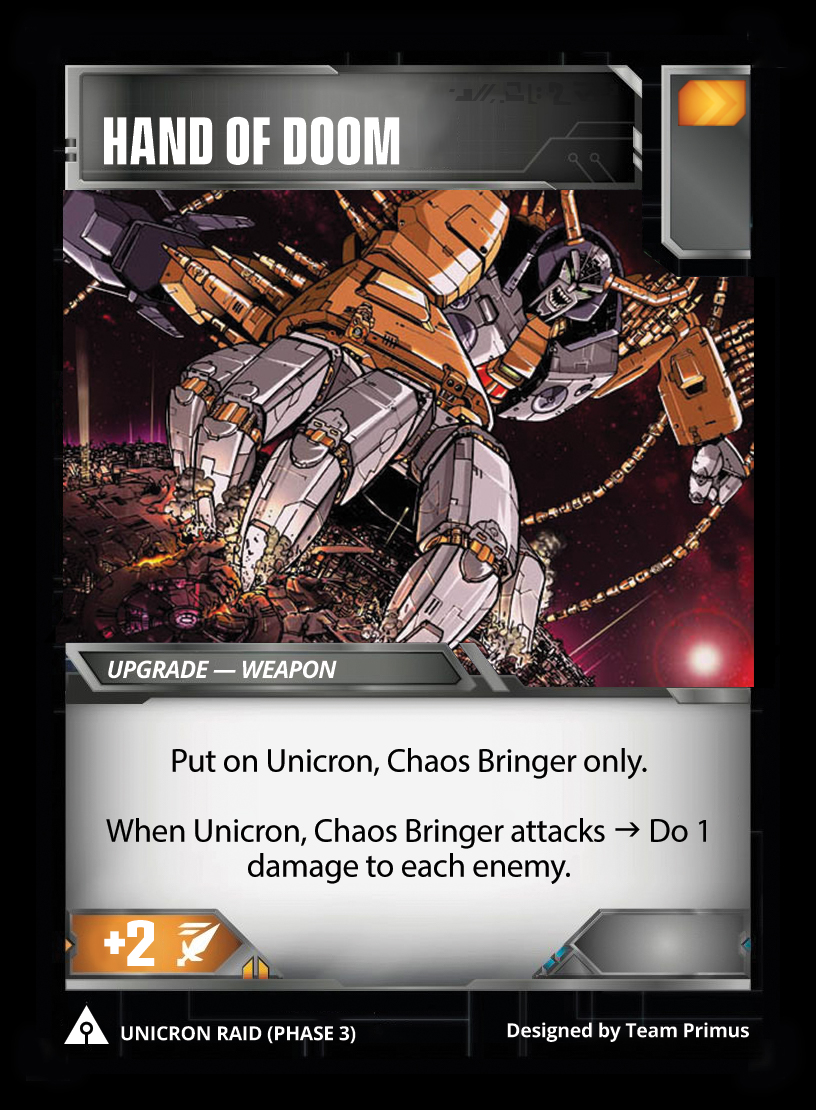 HAND OF DOOM
UPGRADE — WEAPON
Put on Unicron, Chaos Bringer only.
When Unicron, Chaos Bringer attacks → Do 1
damage to each enemy.
+2
UNICRON RAID (PHASE 3)
Designed by Team Primus